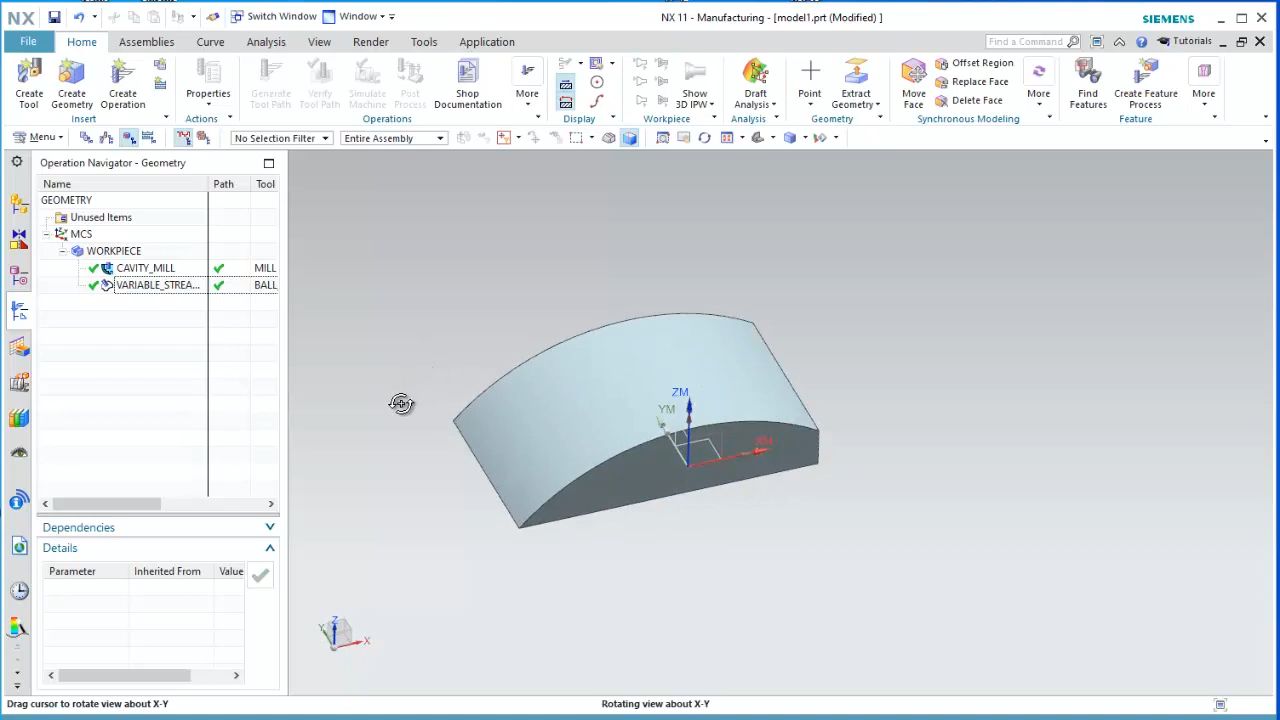 NX
Switch Window
Window
NX 11 - Manufacturing - [model1.prt (Modified) ]
SIEMENS
File
Home
Assemblies
Curve
Analysis
View
Render
Tools
Application
Find a Command
Tutorials
Create Tool
Create Geometry
Create Operation
Insert
Properties
Actions
Generate Tool Path
Verify Tool Path
Simulate Machine
Post Process
Shop Documentation
More
Operations
Display
Show 3D IPW
Workpiece
Draft Analysis
Analysis
Point
Extract Geometry
Geometry
Move Face
Offset Region
Replace Face
Delete Face
More
Synchronous Modeling
Find Features
Create Feature Process
More
Feature
Menu
No Selection Filter
Entire Assembly
Operation Navigator - Geometry
Name Path Tool
GEOMETRY
Unused Items
MCS
WORKPIECE
CAVITY_MILL MILL
VARIABLE_STREA... BALL
Dependencies
Details
Parameter Inherited From Value
ZM
YM
XM
Z
Y
X
Drag cursor to rotate view about X-Y
Rotating view about X-Y